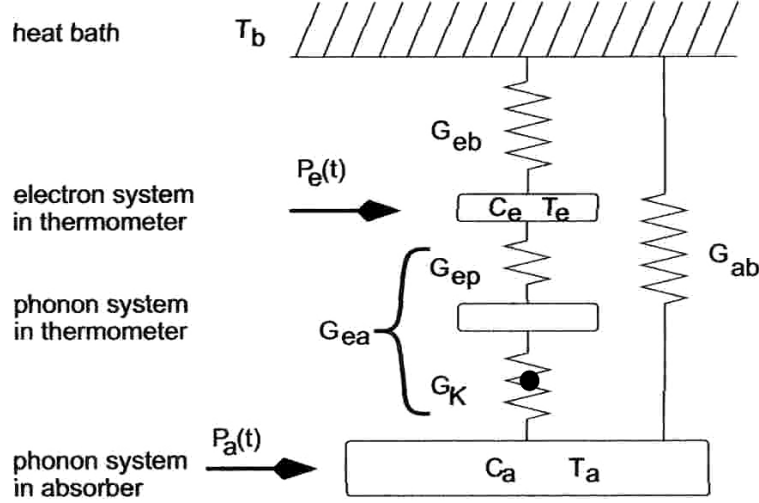 heat bath
T_b
G_eb
P_e(t)
electron system
in thermometer
C_e T_e
G_ep
G_ab
phonon system
in thermometer
G_ea
G_K
P_a(t)
phonon system
in absorber
C_a T_a